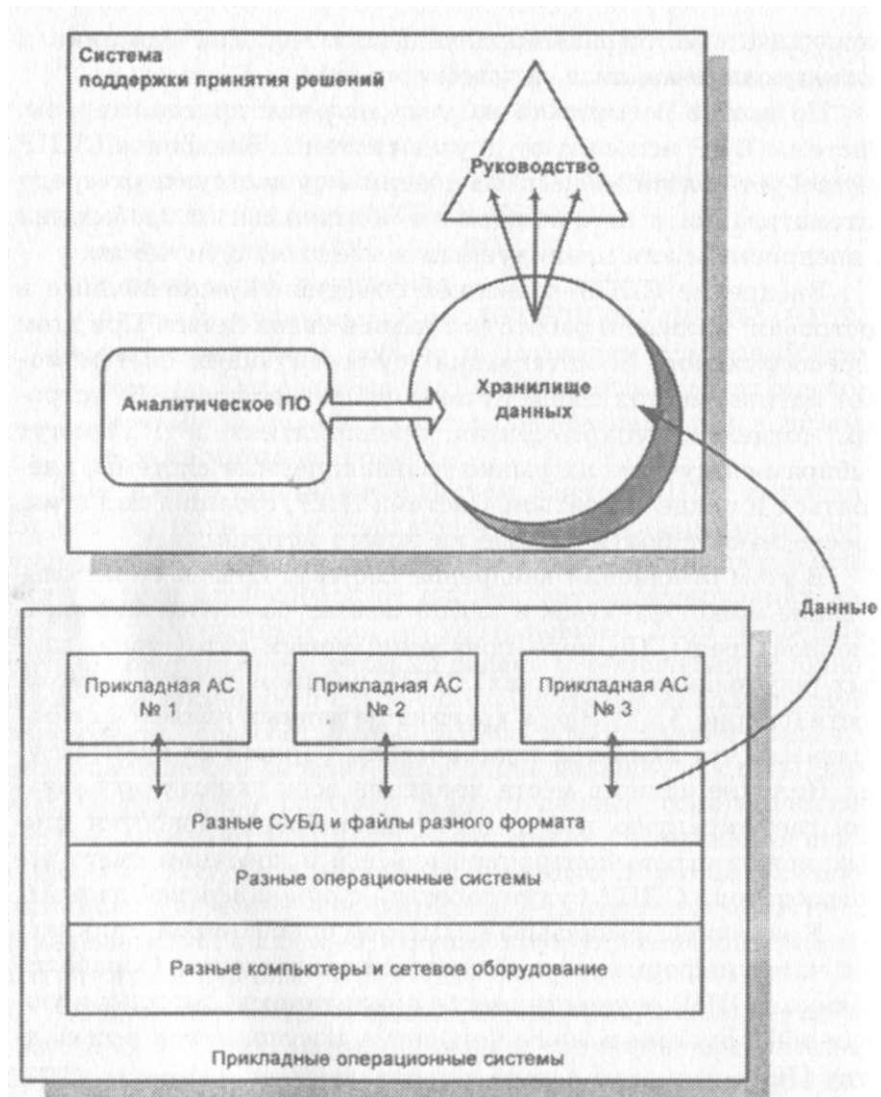 Система
поддержки принятия решений
Руководство
Аналитическое ПО
Хранилище
данных
Данные
Прикладная АС
№ 1
Прикладная АС
№ 2
Прикладная АС
№ 3
Разные СУБД и файлы разного формата
Разные операционные системы
Разные компьютеры и сетевое оборудование
Прикладные операционные системы